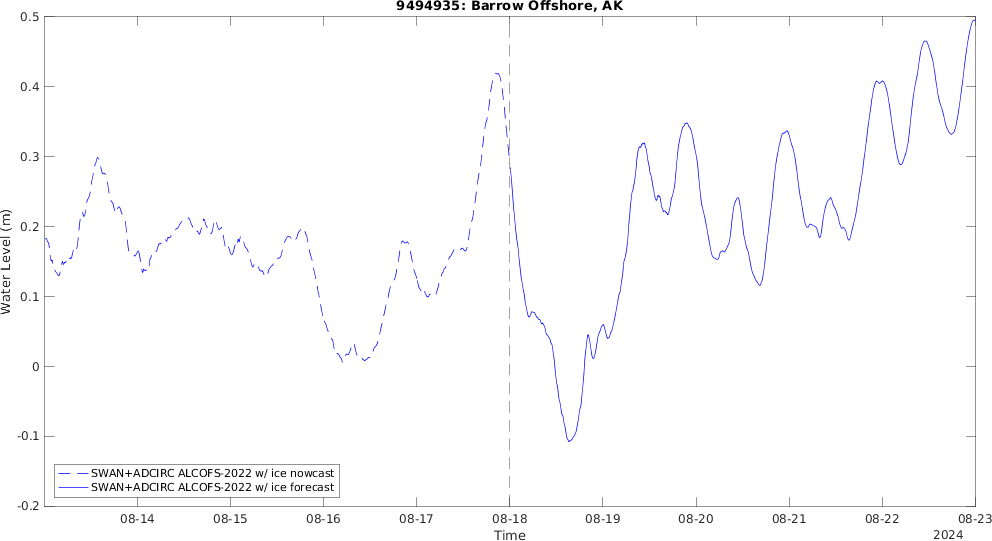 9494935: Barrow Offshore, AK
0.5
0.4
0.3
0.2
0.1
0
-0.1
-0.2
Water Level (m)
SWAN+ADCIRC ALCOFS-2022 w/ ice nowcast
SWAN+ADCIRC ALCOFS-2022 w/ ice forecast
08-14 08-15 08-16 08-17 08-18 08-19 08-20 08-21 08-22 08-23
Time
2024